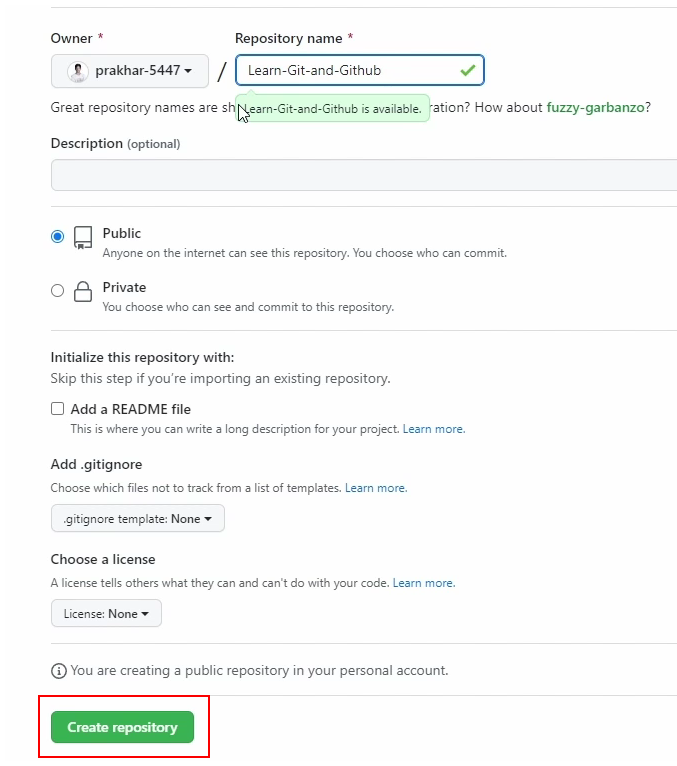 Owner *
Repository name *
prakhar-5447 / Learn-Git-and-Github
Great repository names are sh
Learn-Git-and-Github is available.
ration? How about fuzzy-garbanzo?
Description (optional)
Public
Anyone on the internet can see this repository. You choose who can commit.
Private
You choose who can see and commit to this repository.
Initialize this repository with:
Skip this step if you’re importing an existing repository.
Add a README file
This is where you can write a long description for your project. Learn more.
Add .gitignore
Choose which files not to track from a list of templates. Learn more.
.gitignore template: None
Choose a license
A license tells others what they can and can't do with your code. Learn more.
License: None
You are creating a public repository in your personal account.
Create repository